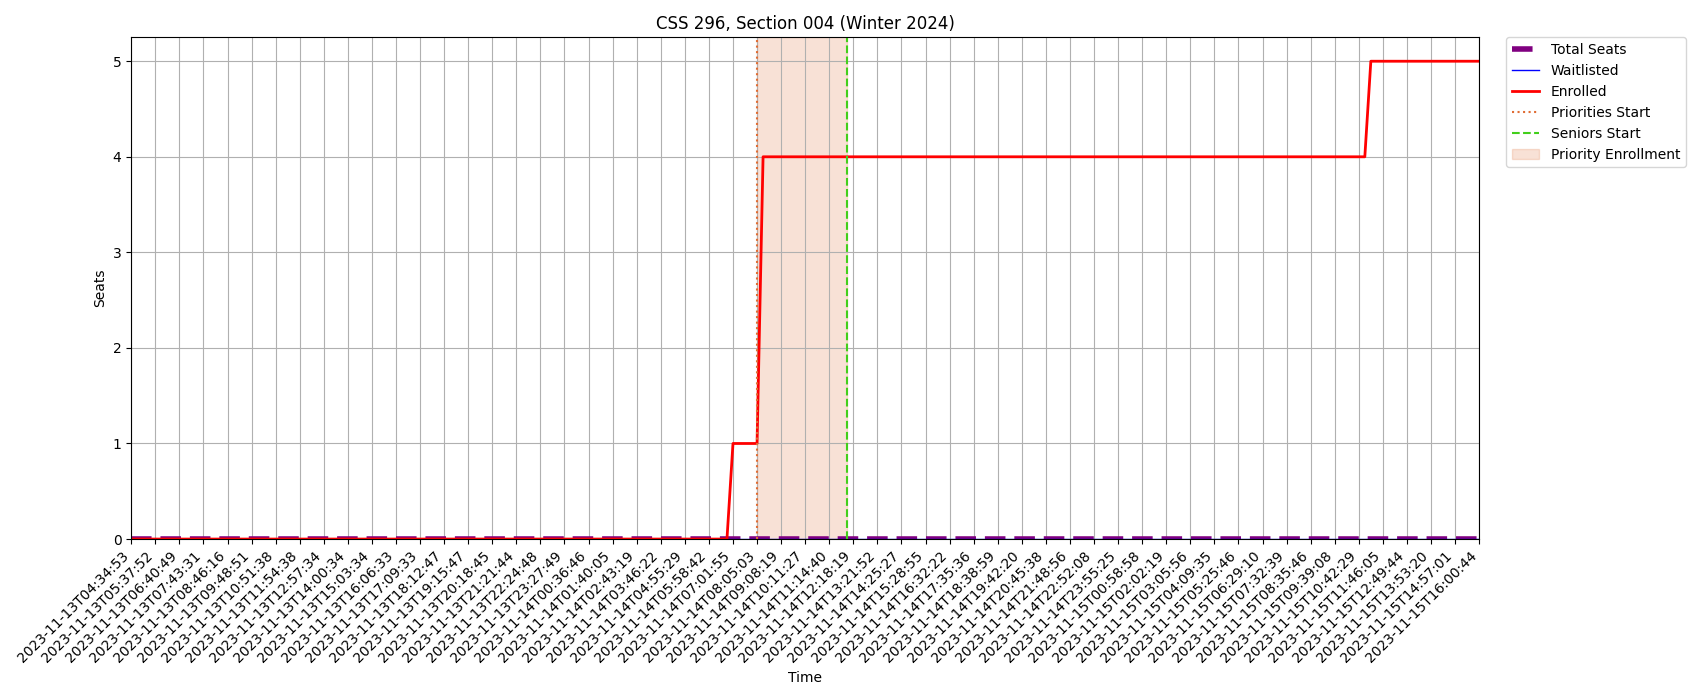 CSS 296, Section 004 (Winter 2024)
Total Seats
Waitlisted
Enrolled
Priorities Start
Seniors Start
Priority Enrollment
Seats
5
4
3
2
1
0
2023-11-13T04:34:53
2023-11-13T05:37:52
2023-11-13T06:40:49
2023-11-13T07:43:31
2023-11-13T08:46:16
2023-11-13T09:48:51
2023-11-13T10:51:38
2023-11-13T11:54:38
2023-11-13T12:57:34
2023-11-13T14:00:34
2023-11-13T15:03:34
2023-11-13T16:06:33
2023-11-13T17:09:33
2023-11-13T18:12:47
2023-11-13T19:15:47
2023-11-13T20:18:45
2023-11-13T21:21:44
2023-11-13T22:24:48
2023-11-13T23:27:49
2023-11-14T00:36:46
2023-11-14T01:40:05
2023-11-14T02:43:19
2023-11-14T03:46:22
2023-11-14T04:55:29
2023-11-14T05:58:42
2023-11-14T07:01:55
2023-11-14T08:05:03
2023-11-14T09:08:19
2023-11-14T10:11:27
2023-11-14T11:14:40
2023-11-14T12:18:19
2023-11-14T13:21:52
2023-11-14T14:25:27
2023-11-14T15:28:55
2023-11-14T16:32:22
2023-11-14T17:35:36
2023-11-14T18:38:59
2023-11-14T19:42:20
2023-11-14T20:45:38
2023-11-14T21:48:56
2023-11-14T22:52:08
2023-11-14T23:55:25
2023-11-15T00:58:58
2023-11-15T02:02:19
2023-11-15T03:05:56
2023-11-15T04:09:35
2023-11-15T05:25:46
2023-11-15T06:29:10
2023-11-15T07:32:39
2023-11-15T08:35:46
2023-11-15T09:39:08
2023-11-15T10:42:29
2023-11-15T11:46:05
2023-11-15T12:49:44
2023-11-15T13:53:20
2023-11-15T14:57:01
2023-11-15T16:00:44
Time